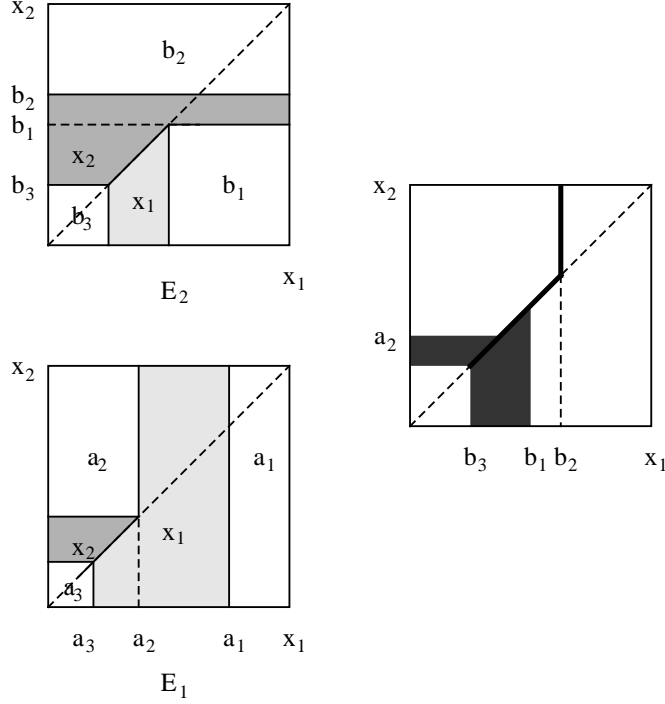 x₂
b₂
b₂
b₁
x₂
b₃
b₃
x₁
b₁
x₁
E₂
x₂
a₂
a₁
x₂
x₁
a₃
a₃
a₂
a₁
x₁
E₁
x₂
a₂
b₃
b₁
b₂
x₁